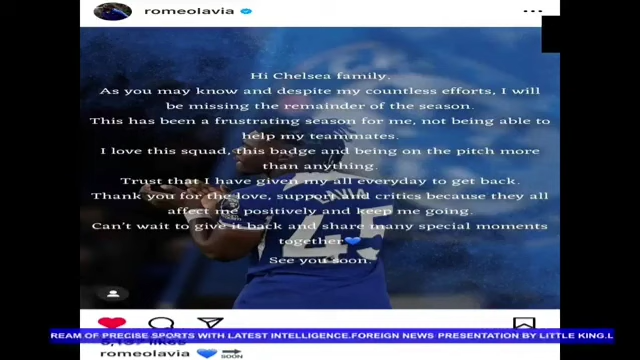 romeolavia
Hi Chelsea family.
As you may know and despite my countless efforts, I will
be missing the remainder of the season.
This has been a frustrating season for me, not being able to
help my teammates.
I love this squad, this badge and being on the pitch more
than anything.
Trust that I have given my all everyday to get back.
Thank you for the love, support and critics because they all
affect me positively and keep me going.
Can't wait to give it back and share many special moments
together💙
See you soon.
LAVIA
45
REAM OF PRECISE SPORTS WITH LATEST INTELLIGENCE.FOREIGN NEWS PRESENTATION BY LITTLE KING.L
romeolavia 💙 SOON